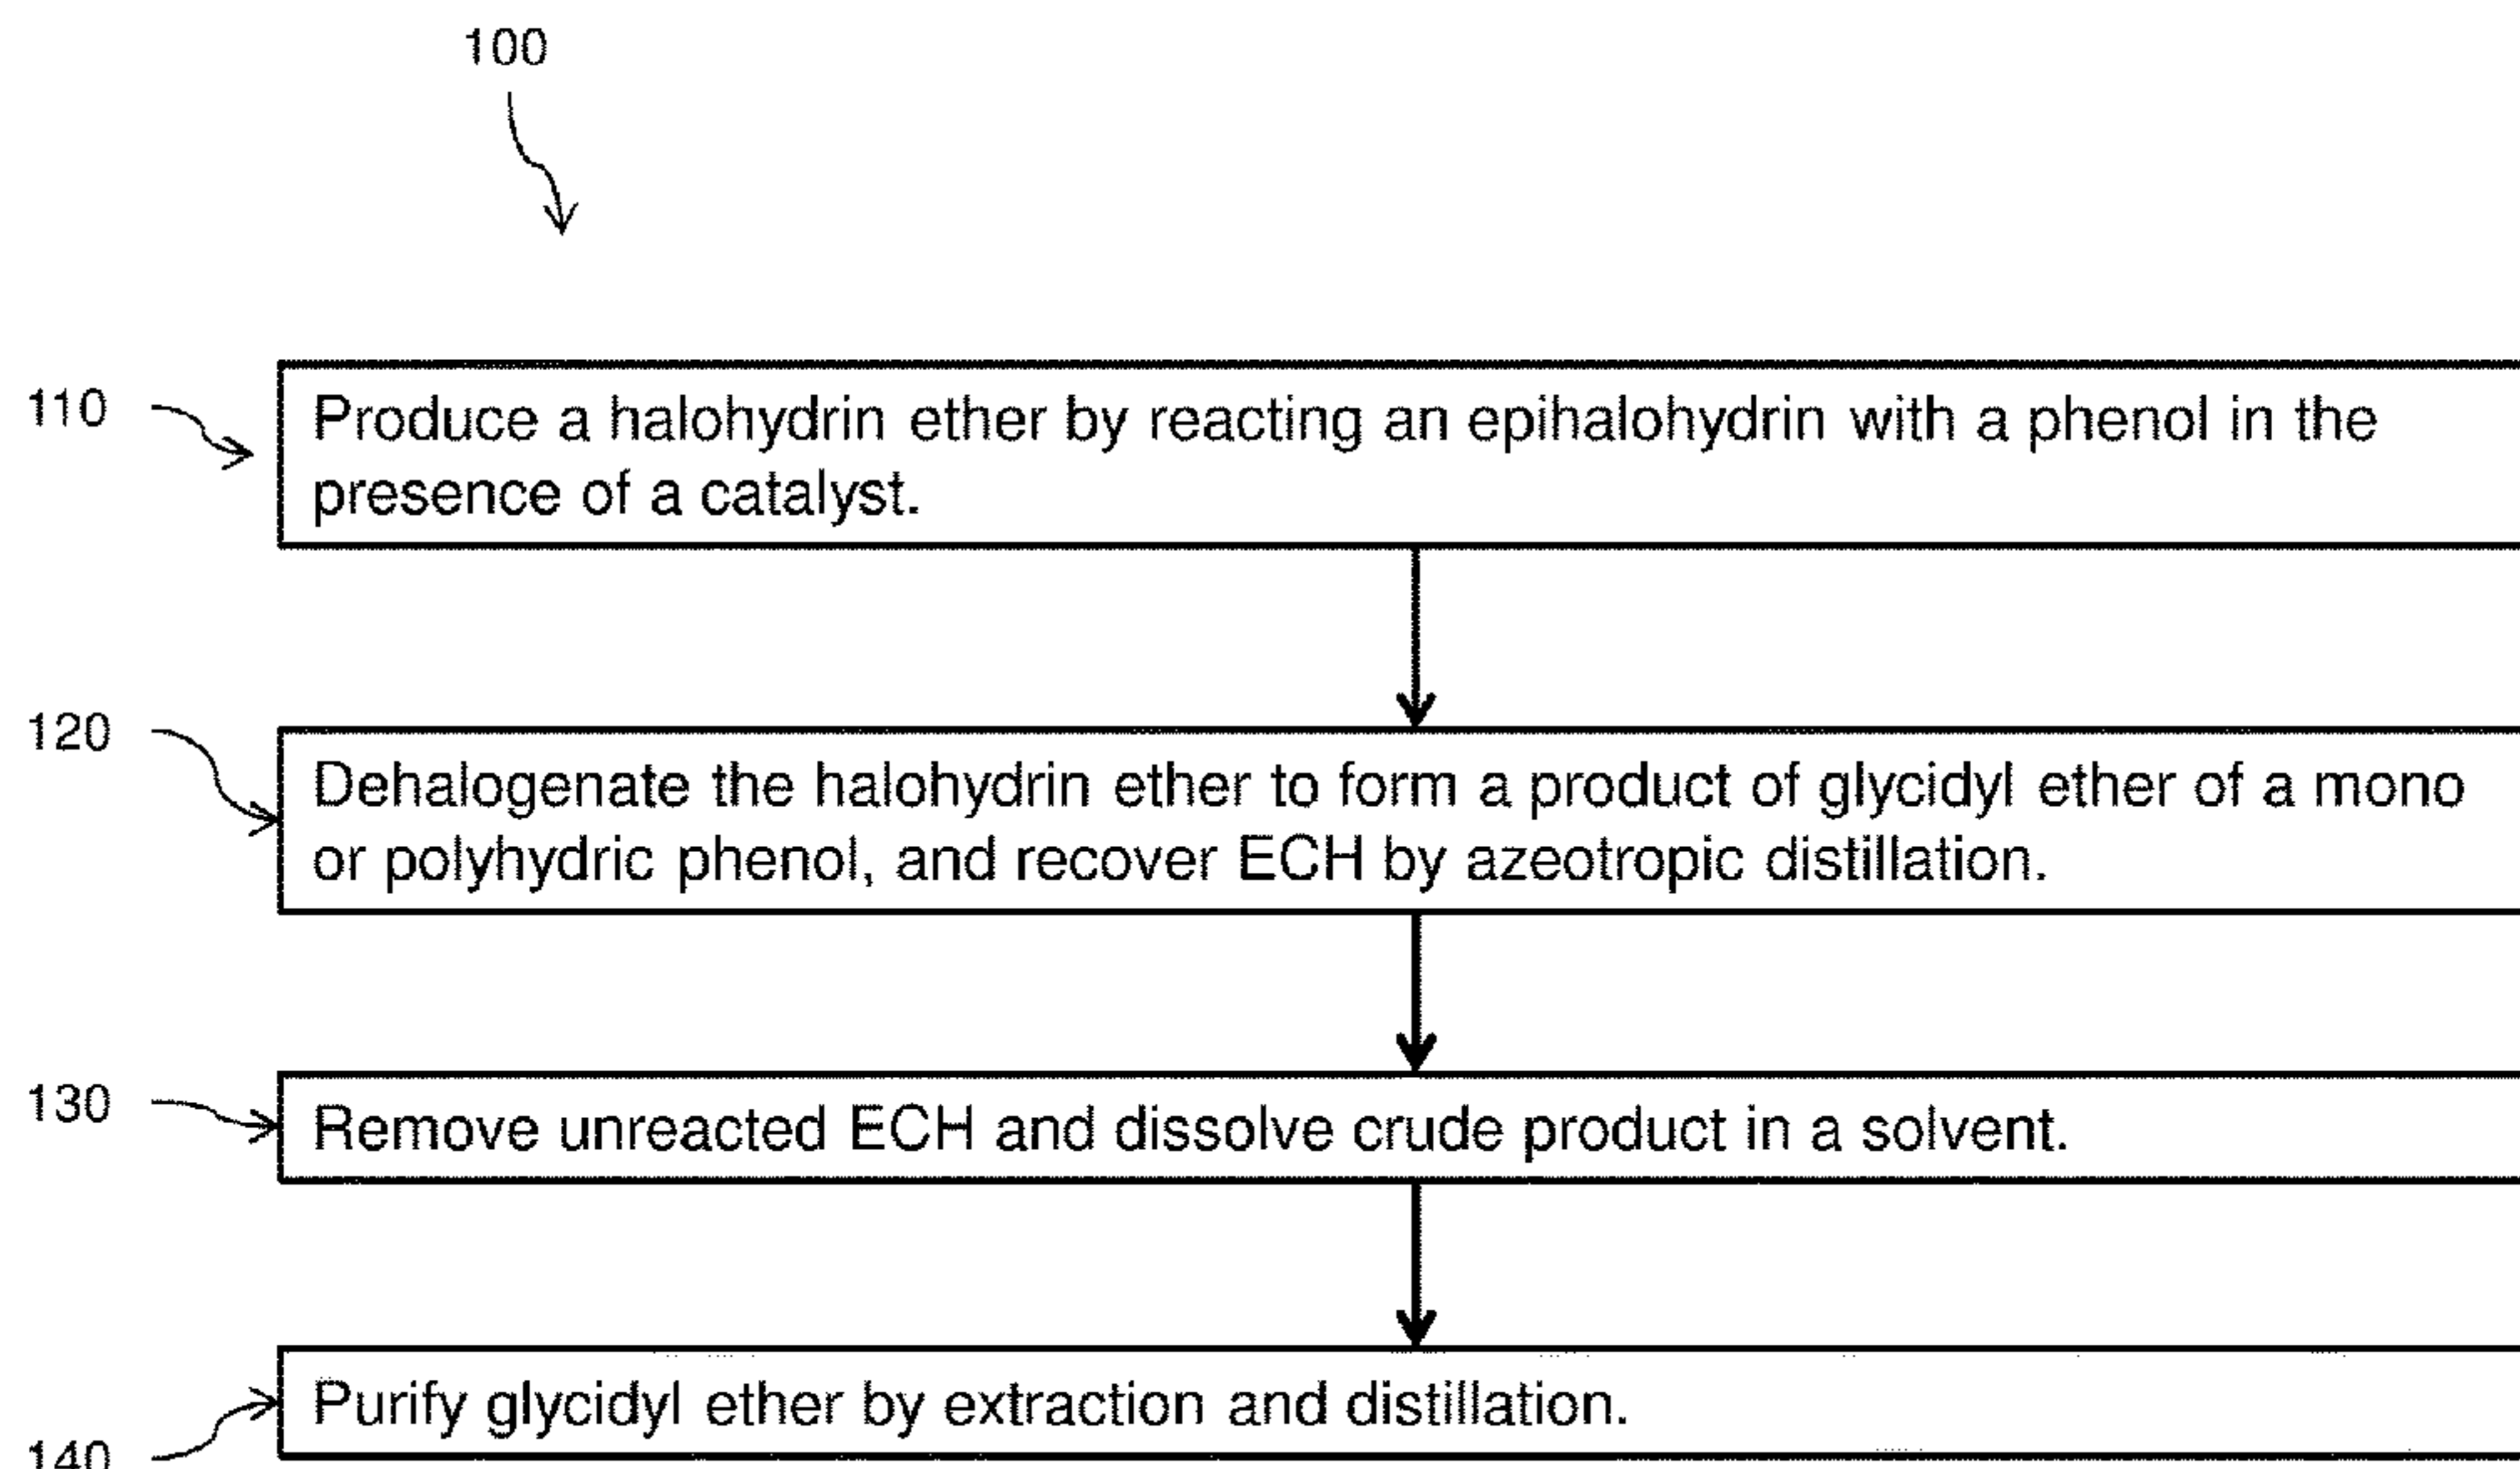 100
110
Produce a halohydrin ether by reacting an epihalohydrin with a phenol in the
presence of a catalyst.
120
Dehalogenate the halohydrin ether to form a product of glycidyl ether of a mono
or polyhydric phenol, and recover ECH by azeotropic distillation.
130
Remove unreacted ECH and dissolve crude product in a solvent.
Purify glycidyl ether by extraction and distillation.
140